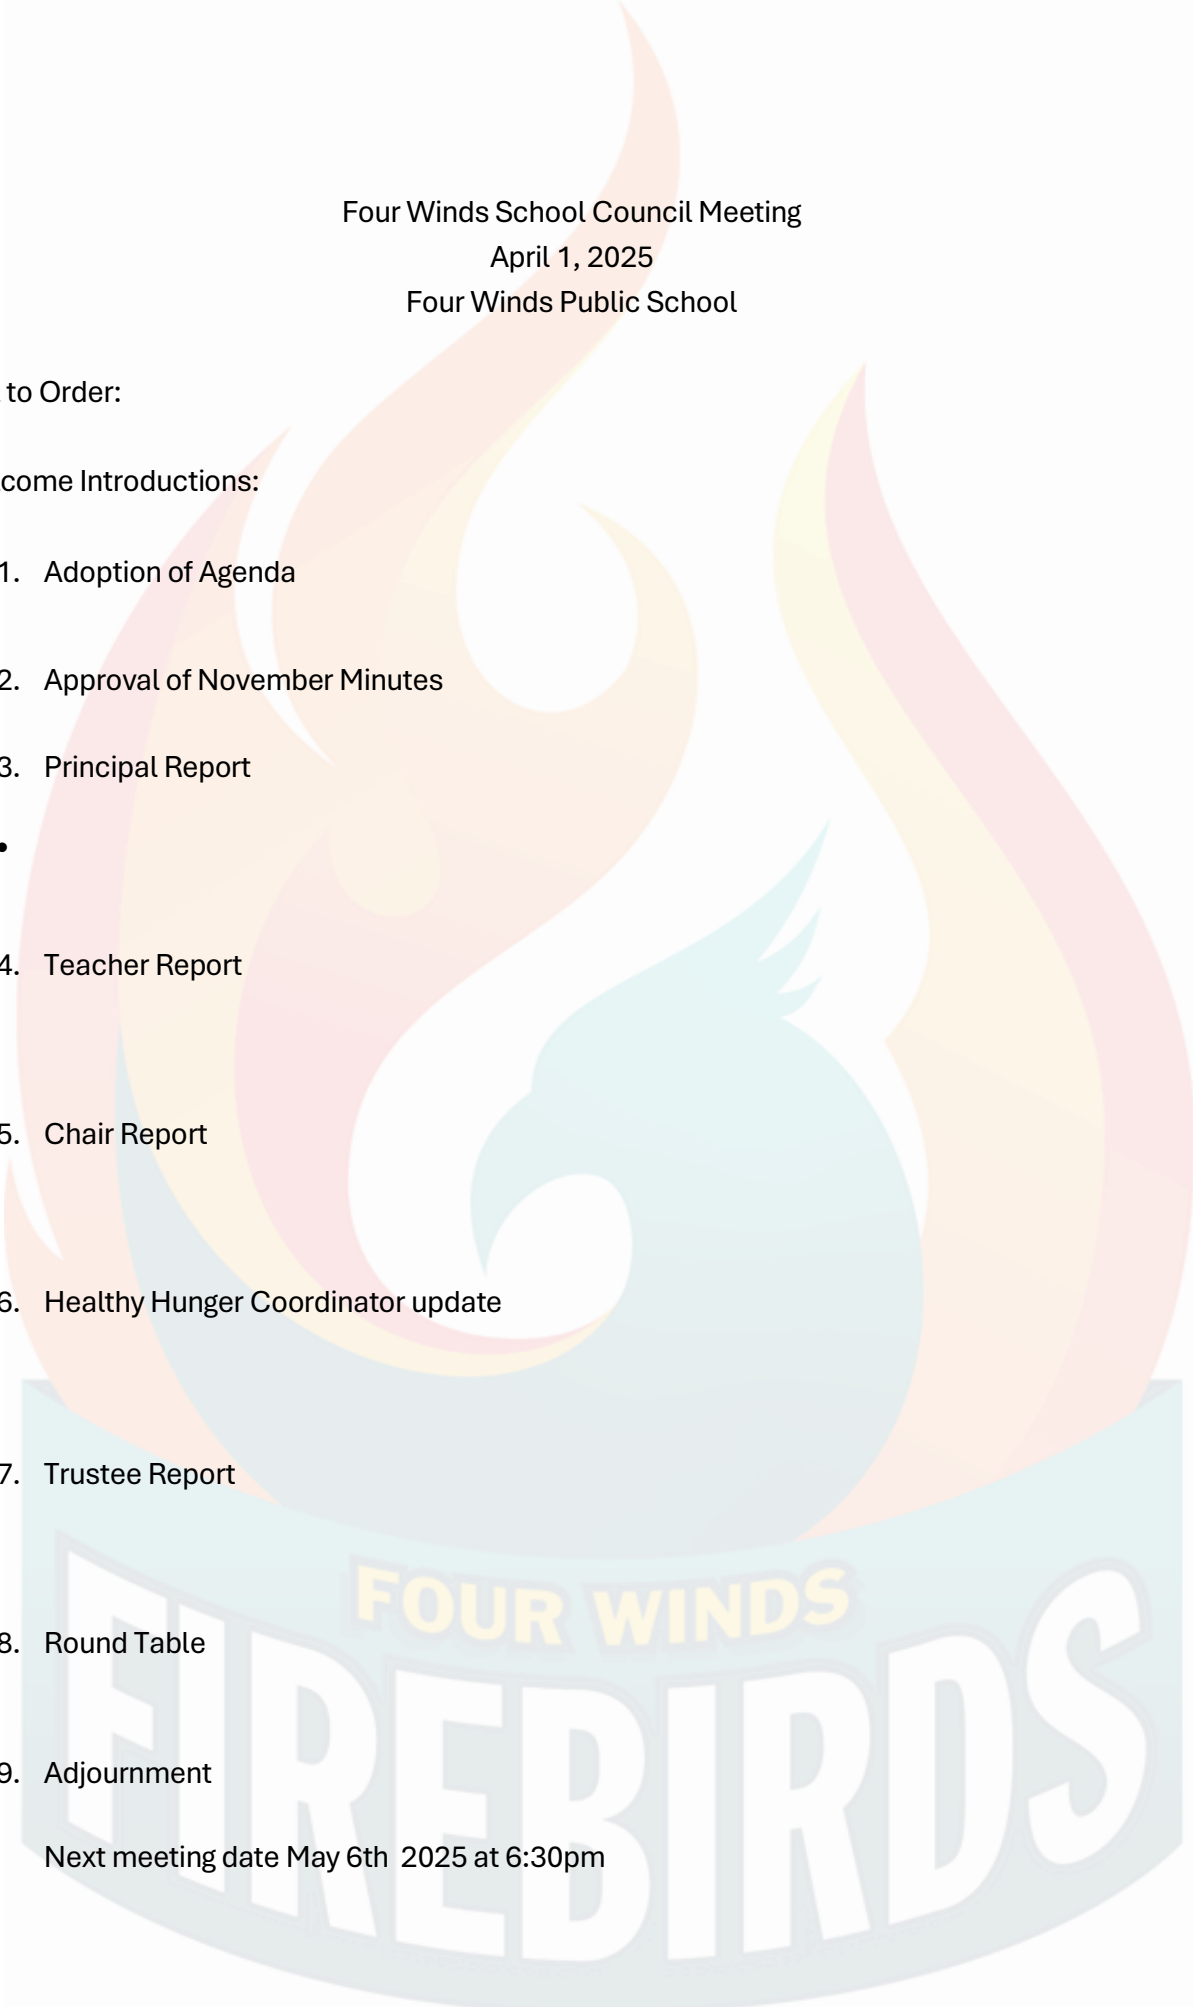 Four Winds School Council Meeting
April 1, 2025
Four Winds Public School
to Order:
come Introductions:
1. Adoption of Agenda
2. Approval of November Minutes
3. Principal Report
•
4. Teacher Report
5. Chair Report
6. Healthy Hunger Coordinator update
7. Trustee Report
FOUR WINDS
8. Round Table
FIREBIRDS
9. Adjournment
Next meeting date May 6th 2025 at 6:30pm